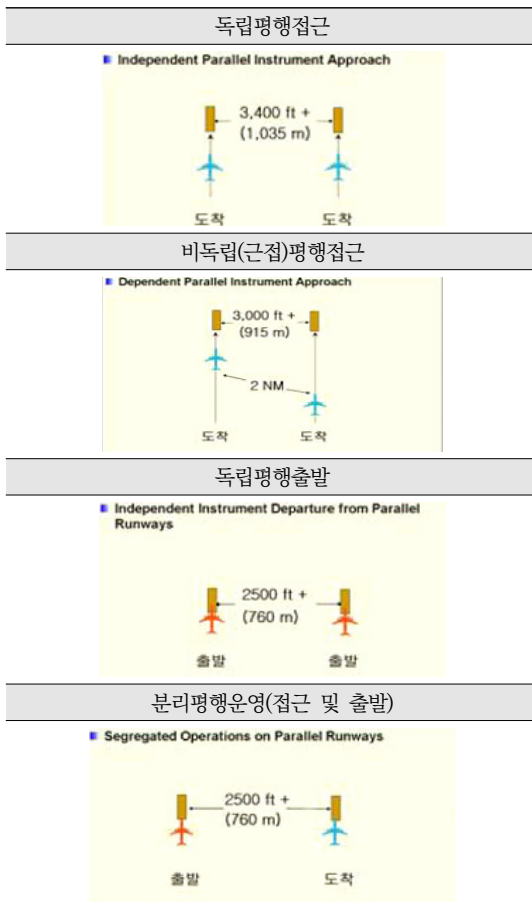 독립평행접근
Independent Parallel Instrument Approach
3,400 ft +
(1,035 m)
도착 도착
비독립(근접)평행접근
Dependent Parallel Instrument Approach
3,000 ft +
(915 m)
2 NM
도착 도착
독립평행출발
Independent Instrument Departure from Parallel
Runways
2500 ft +
(760 m)
출발 출발
분리평행운영(접근 및 출발)
Segregated Operations on Parallel Runways
2500 ft +
(760 m)
출발 도착